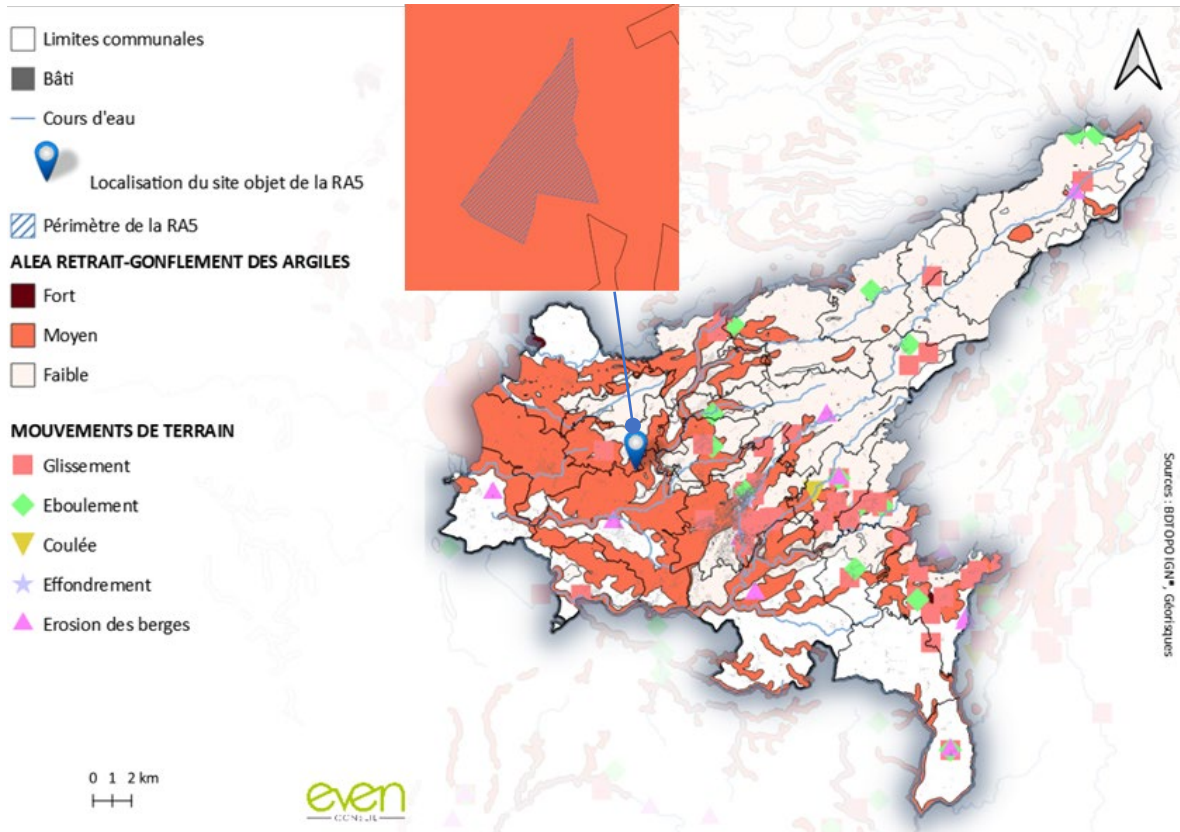 Limites communales
Bâti
Cours d'eau
Localisation du site objet de la RA5
Périmètre de la RA5
ALEA RETRAIT-GONFLEMENT DES ARGILES
Fort
Moyen
Faible
MOUVEMENTS DE TERRAIN
Glissement
Eboulement
Coulée
Effondrement
Erosion des berges
0 1 2 km
even
CONSEIL
Sources : BDTOPO IGN®, Géorisques